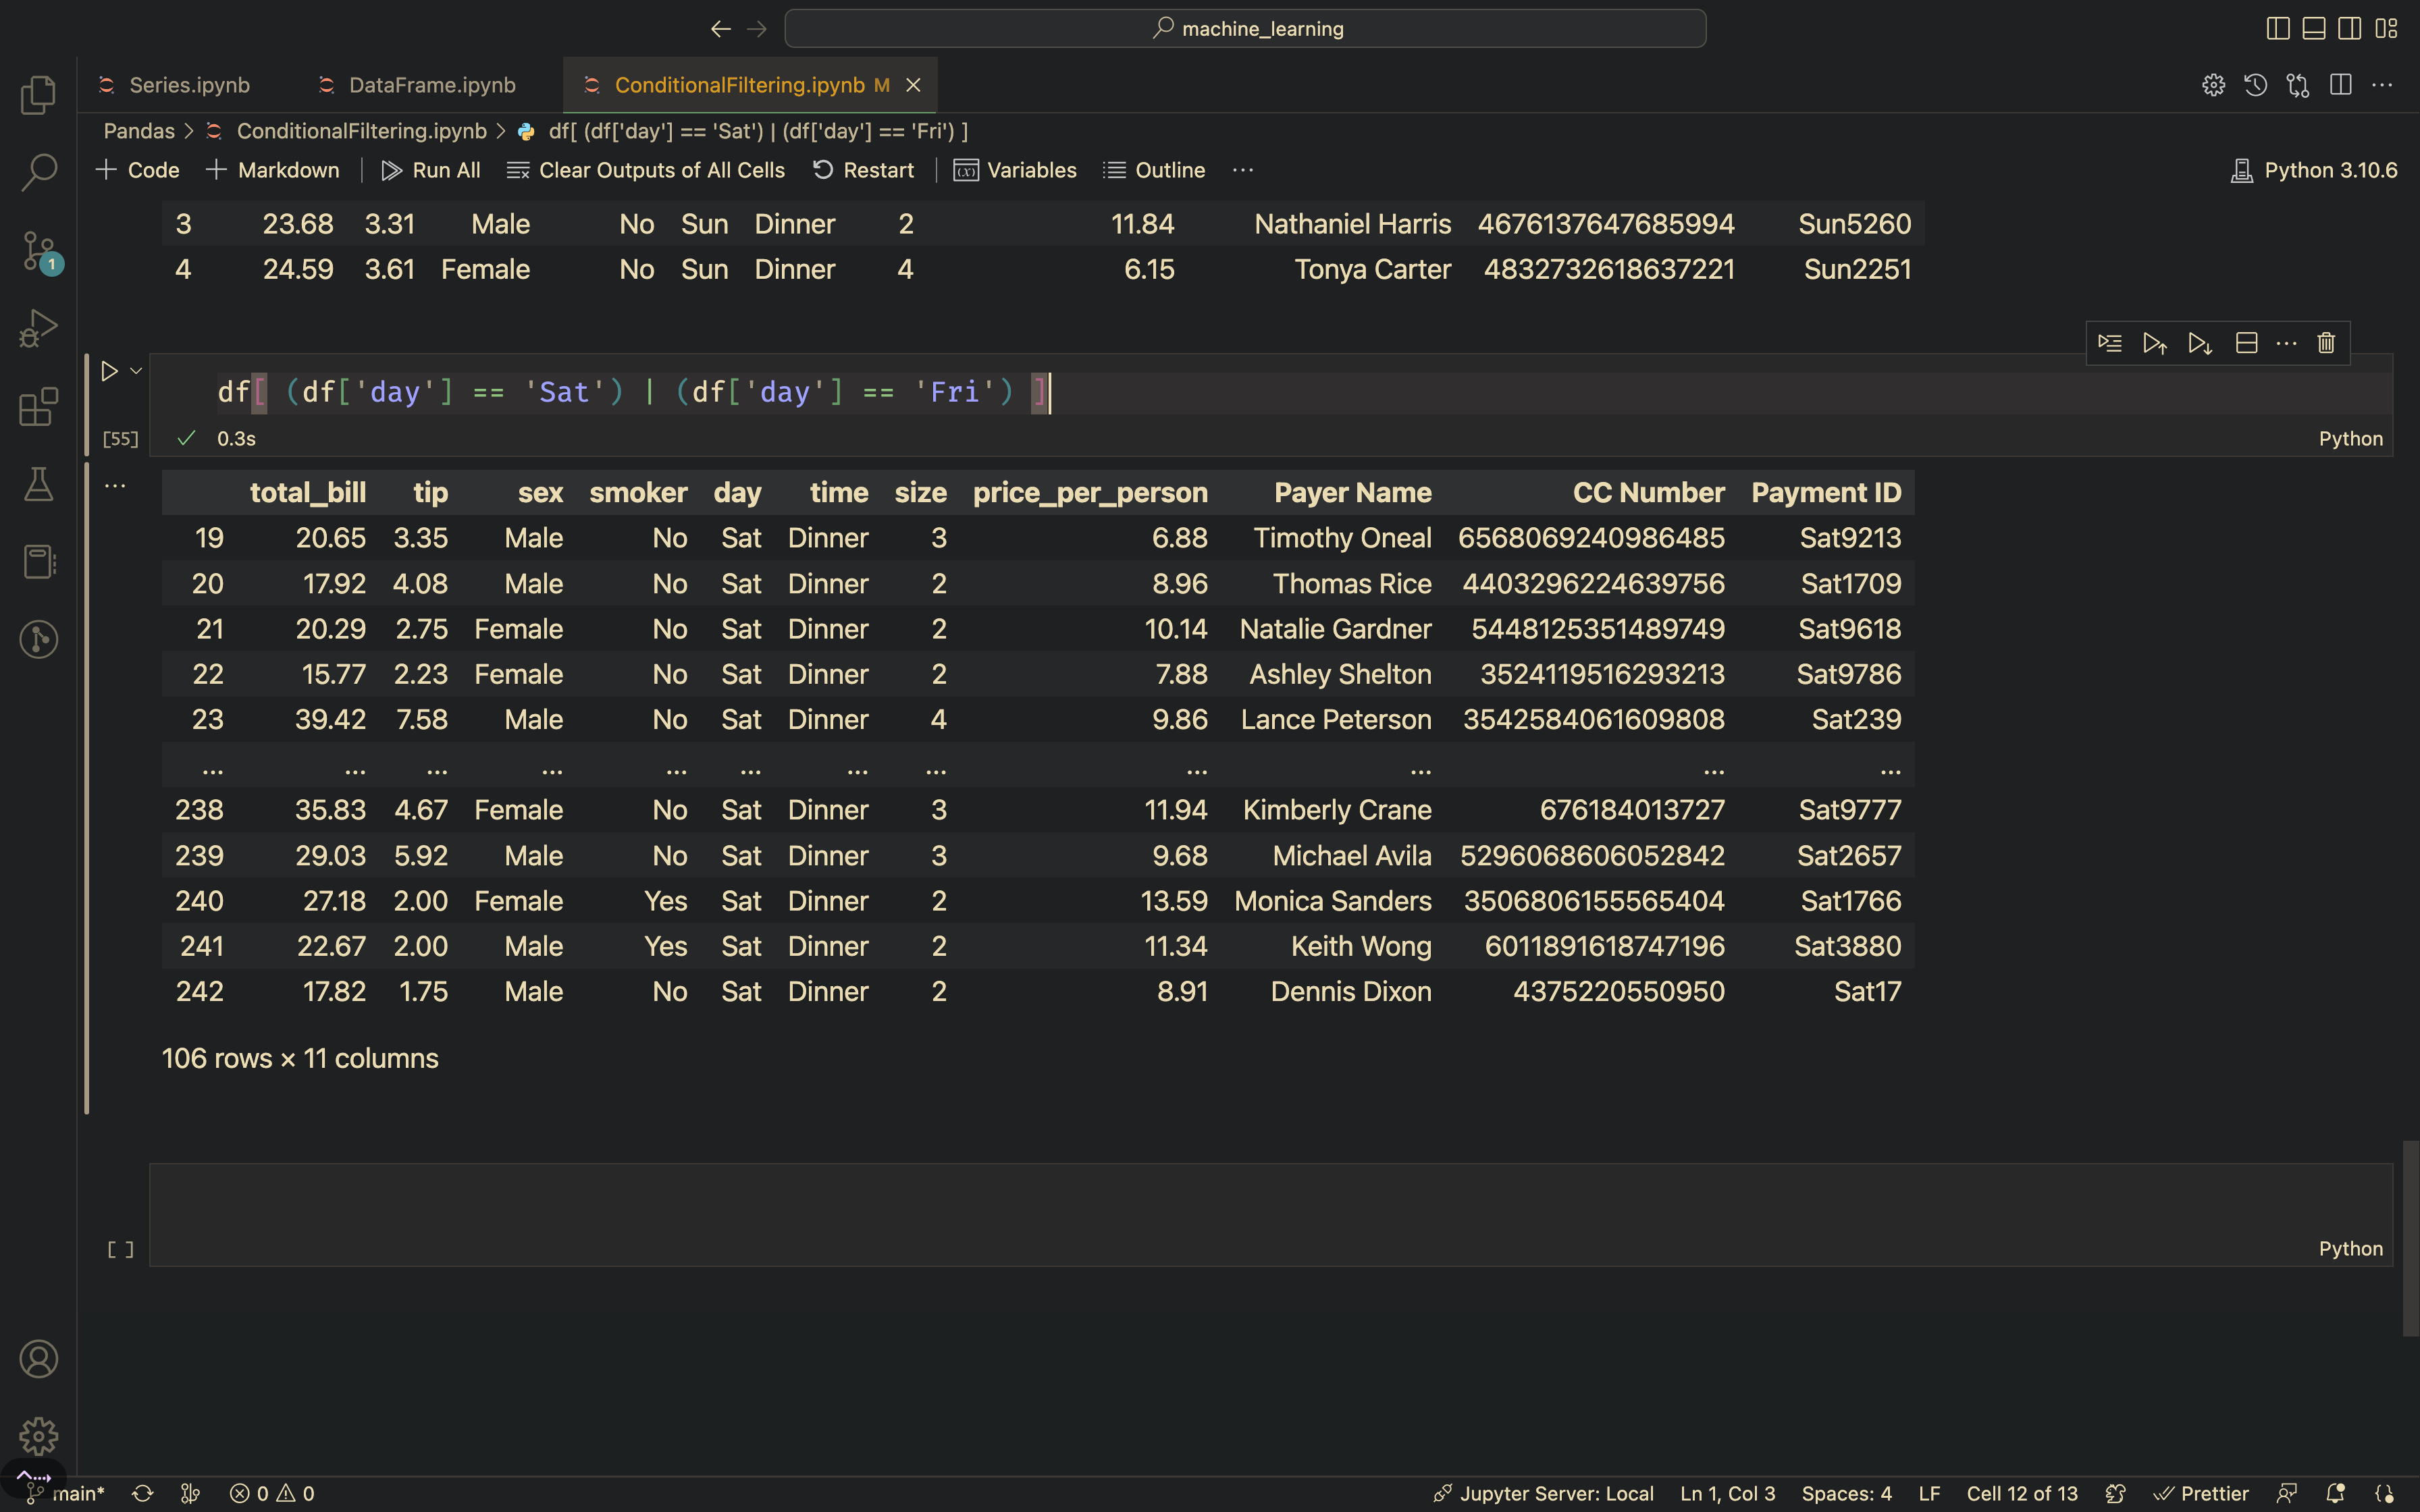 machine_learning
Series.ipynb DataFrame.ipynb ConditionalFiltering.ipynb M
Pandas > ConditionalFiltering.ipynb > df[ (df['day'] == 'Sat') | (df['day'] == 'Fri') ]
+ Code + Markdown Run All Clear Outputs of All Cells Restart Variables Outline ... Python 3.10.6
3 23.68 3.31 Male No Sun Dinner 2 11.84 Nathaniel Harris 4676137647685994 Sun5260
4 24.59 3.61 Female No Sun Dinner 4 6.15 Tonya Carter 4832732618637221 Sun2251
1
df[ (df['day'] == 'Sat') | (df['day'] == 'Fri') ]
[55] 0.3s Python
total_bill tip sex smoker day time size price_per_person Payer Name CC Number Payment ID
19 20.65 3.35 Male No Sat Dinner 3 6.88 Timothy Oneal 6568069240986485 Sat9213
20 17.92 4.08 Male No Sat Dinner 2 8.96 Thomas Rice 4403296224639756 Sat1709
21 20.29 2.75 Female No Sat Dinner 2 10.14 Natalie Gardner 5448125351489749 Sat9618
22 15.77 2.23 Female No Sat Dinner 2 7.88 Ashley Shelton 3524119516293213 Sat9786
23 39.42 7.58 Male No Sat Dinner 4 9.86 Lance Peterson 3542584061609808 Sat239
... ... ... ... ... ... ... ... ... ... ... ...
238 35.83 4.67 Female No Sat Dinner 3 11.94 Kimberly Crane 676184013727 Sat9777
239 29.03 5.92 Male No Sat Dinner 3 9.68 Michael Avila 5296068606052842 Sat2657
240 27.18 2.00 Female Yes Sat Dinner 2 13.59 Monica Sanders 3506806155565404 Sat1766
241 22.67 2.00 Male Yes Sat Dinner 2 11.34 Keith Wong 6011891618747196 Sat3880
242 17.82 1.75 Male No Sat Dinner 2 8.91 Dennis Dixon 4375220550950 Sat17
106 rows × 11 columns
[ ] Python
main* 0 0 Jupyter Server: Local Ln 1, Col 3 Spaces: 4 LF Cell 12 of 13 Prettier